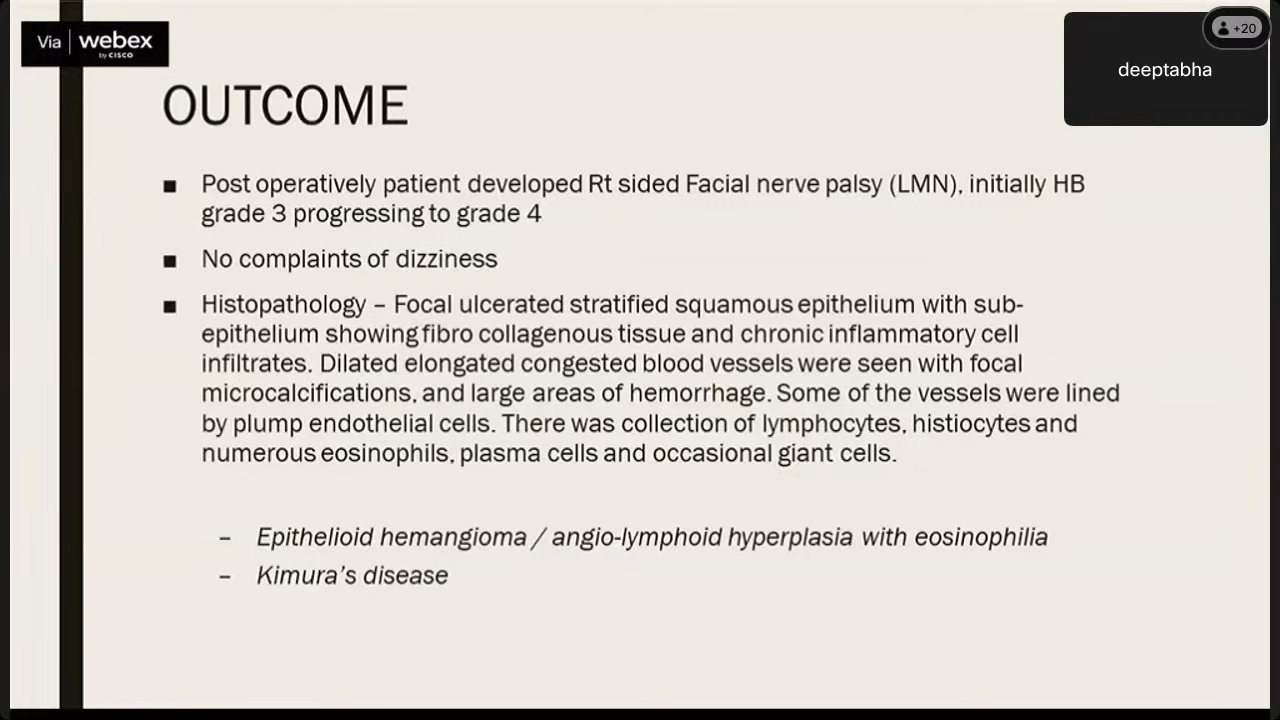 Via webex
by CISCO
+20
deeptabha
OUTCOME
■ Post operatively patient developed Rt sided Facial nerve palsy (LMN), initially HB
grade 3 progressing to grade 4
■ No complaints of dizziness
■ Histopathology – Focal ulcerated stratified squamous epithelium with sub-
epithelium showing fibro collagenous tissue and chronic inflammatory cell
infiltrates. Dilated elongated congested blood vessels were seen with focal
microcalcifications, and large areas of hemorrhage. Some of the vessels were lined
by plump endothelial cells. There was collection of lymphocytes, histiocytes and
numerous eosinophils, plasma cells and occasional giant cells.
– Epithelioid hemangioma / angio-lymphoid hyperplasia with eosinophilia
– Kimura’s disease